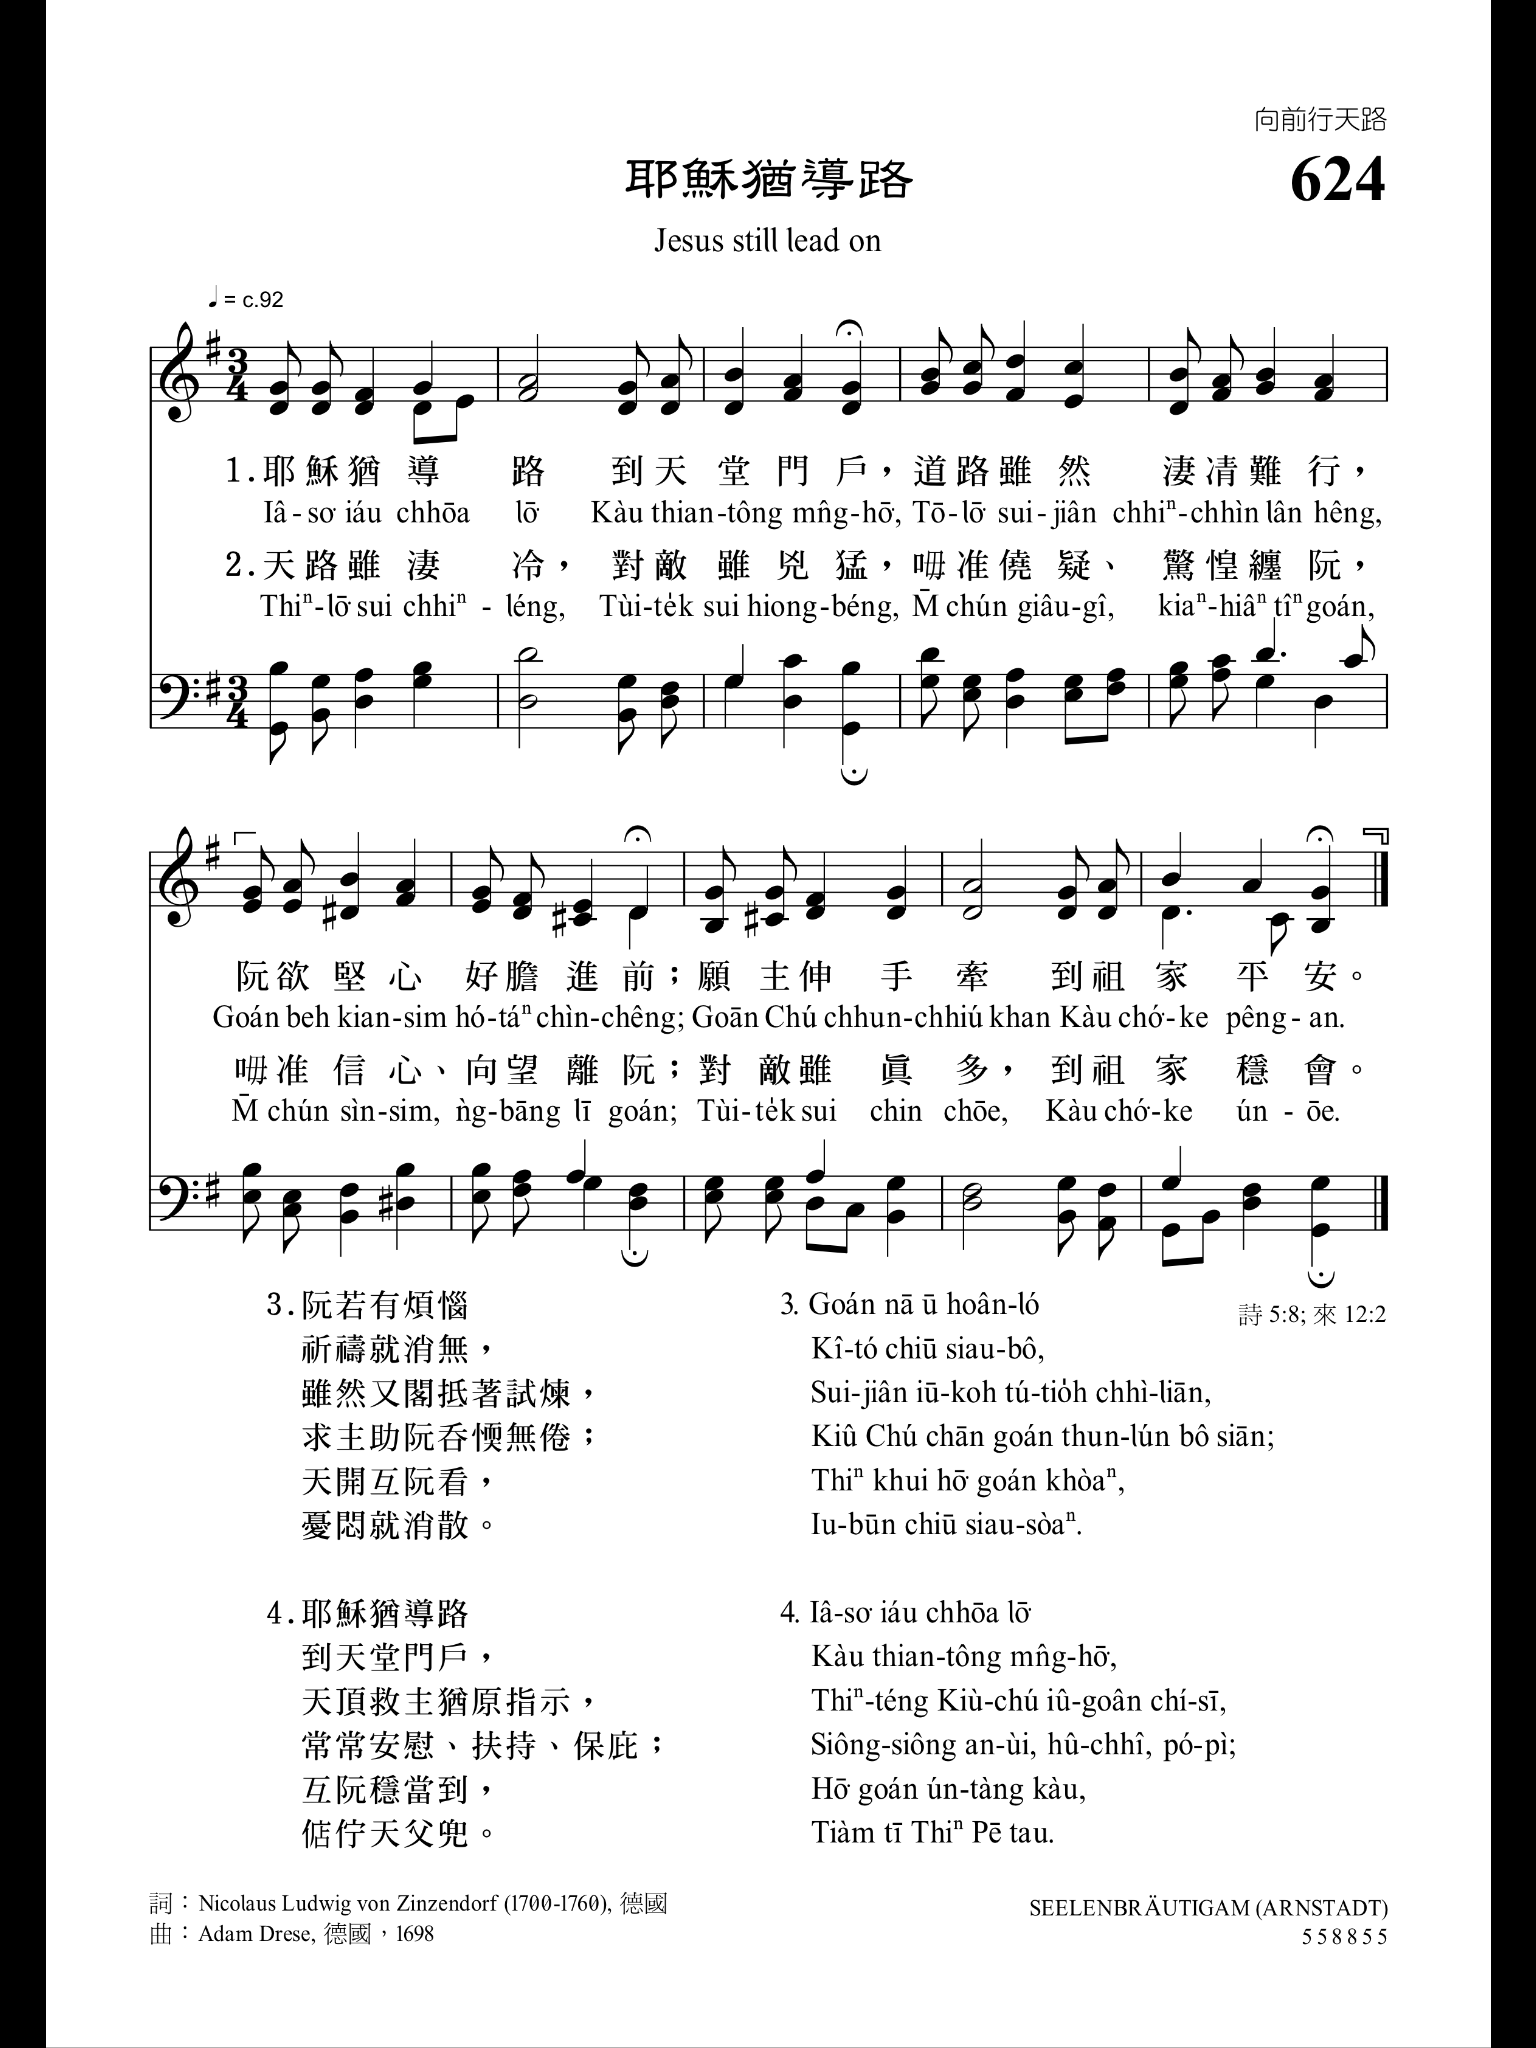 向前行天路
耶穌猶導路
624
Jesus still lead on
♩ = c.92
3
4
1.耶穌猶導 路 到天 堂門戶，道路雖然 淒凊難行，
Iâ-so͘ iáu chhōa lō͘ Kàu thian-tông mn̂g-hō͘, Tō-lō͘ sui-jiân chhiⁿ-chhìn lân hêng,
2.天路雖淒 冷，對敵 雖兇猛，呣准僥疑、驚惶纏阮，
Thiⁿ-lō͘ sui chhiⁿ - léng, Tùi-te̍k sui hiong-béng, M̄ chún giâu-gî, kiaⁿ-hiâⁿ tîⁿ goán,
3
4
阮欲堅心 好膽進前；願主伸手 牽 到祖家平安。
Goán beh kian-sim hó-táⁿ chìn-chêng; Goān Chú chhun-chhiú khan Kàu chó͘-ke pêng - an.
呣准信心、向望離阮；對敵雖真 多，到祖家穩會。
M̄ chún sìn-sim, ǹg-bāng lī goán; Tùi-te̍k sui chin chōe, Kàu chó͘-ke ún - ōe.
詩 5:8; 來 12:2
3.阮若有煩惱
祈禱就消無，
雖然又閣抵著試煉，
求主助阮吞忍無倦；
天開互阮看，
憂悶就消散。
3. Goán nā ū hoân-ló
Kî-tó chiū siau-bô,
Sui-jiân iū-koh tú-tio̍h chhì-liān,
Kiû Chú chān goán thun-lún bô siān;
Thiⁿ khui hō͘ goán khòaⁿ,
Iu-būn chiū siau-sòaⁿ.
4.耶穌猶導路
到天堂門戶，
天頂救主猶原指示，
常常安慰、扶持、保庇；
互阮穩當到，
佔佇天父兜。
4. Iâ-so͘ iáu chhōa lō͘
Kàu thian-tông mn̂g-hō͘,
Thiⁿ-téng Kiù-chú iû-goân chí-sī,
Siông-siông an-ùi, hû-chhî, pó-pì;
Hō͘ goán ún-tàng kàu,
Tiàm tī Thiⁿ Pē tau.
詞：Nicolaus Ludwig von Zinzendorf (1700-1760), 德國
曲：Adam Drese, 德國，1698
SEELENBRÄUTIGAM (ARNSTADT)
5 5 8 8 5 5